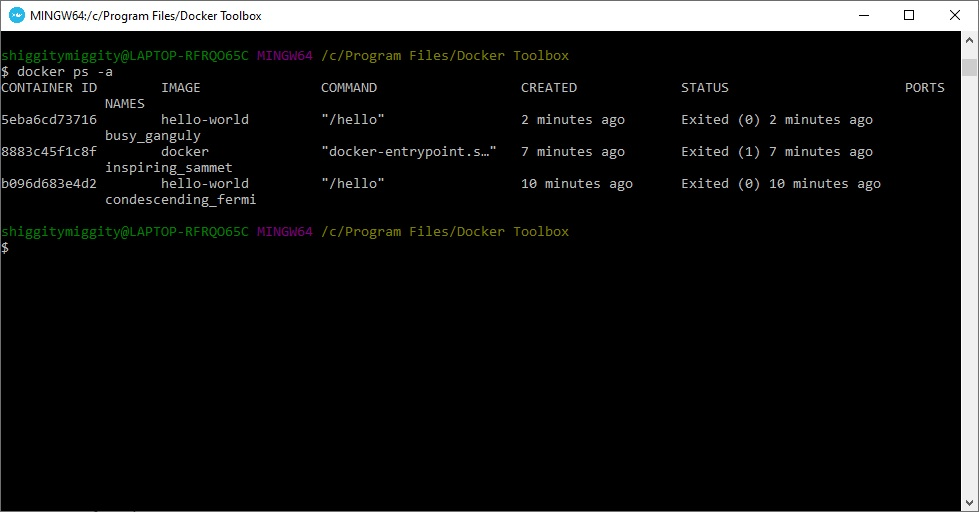 MINGW64:/c/Program Files/Docker Toolbox
shiggitymiggity@LAPTOP-RFRQO65C MINGW64 /c/Program Files/Docker Toolbox
$ docker ps -a
CONTAINER ID        IMAGE               COMMAND                  CREATED             STATUS                      PORTS
             NAMES
5eba6cd73716        hello-world         "/hello"                 2 minutes ago       Exited (0) 2 minutes ago
             busy_ganguly
8883c45f1c8f        docker              "docker-entrypoint.s…"   7 minutes ago       Exited (1) 7 minutes ago
             inspiring_sammet
b096d683e4d2        hello-world         "/hello"                 10 minutes ago      Exited (0) 10 minutes ago
             condescending_fermi
shiggitymiggity@LAPTOP-RFRQO65C MINGW64 /c/Program Files/Docker Toolbox
$